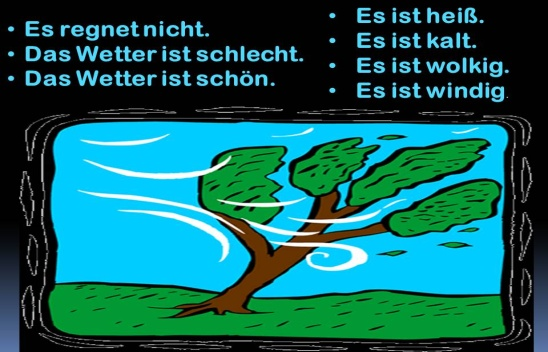 • Es regnet nicht.
• Das Wetter ist schlecht.
• Das Wetter ist schön.
• Es ist heiß.
• Es ist kalt.
• Es ist wolkig.
• Es ist windig.